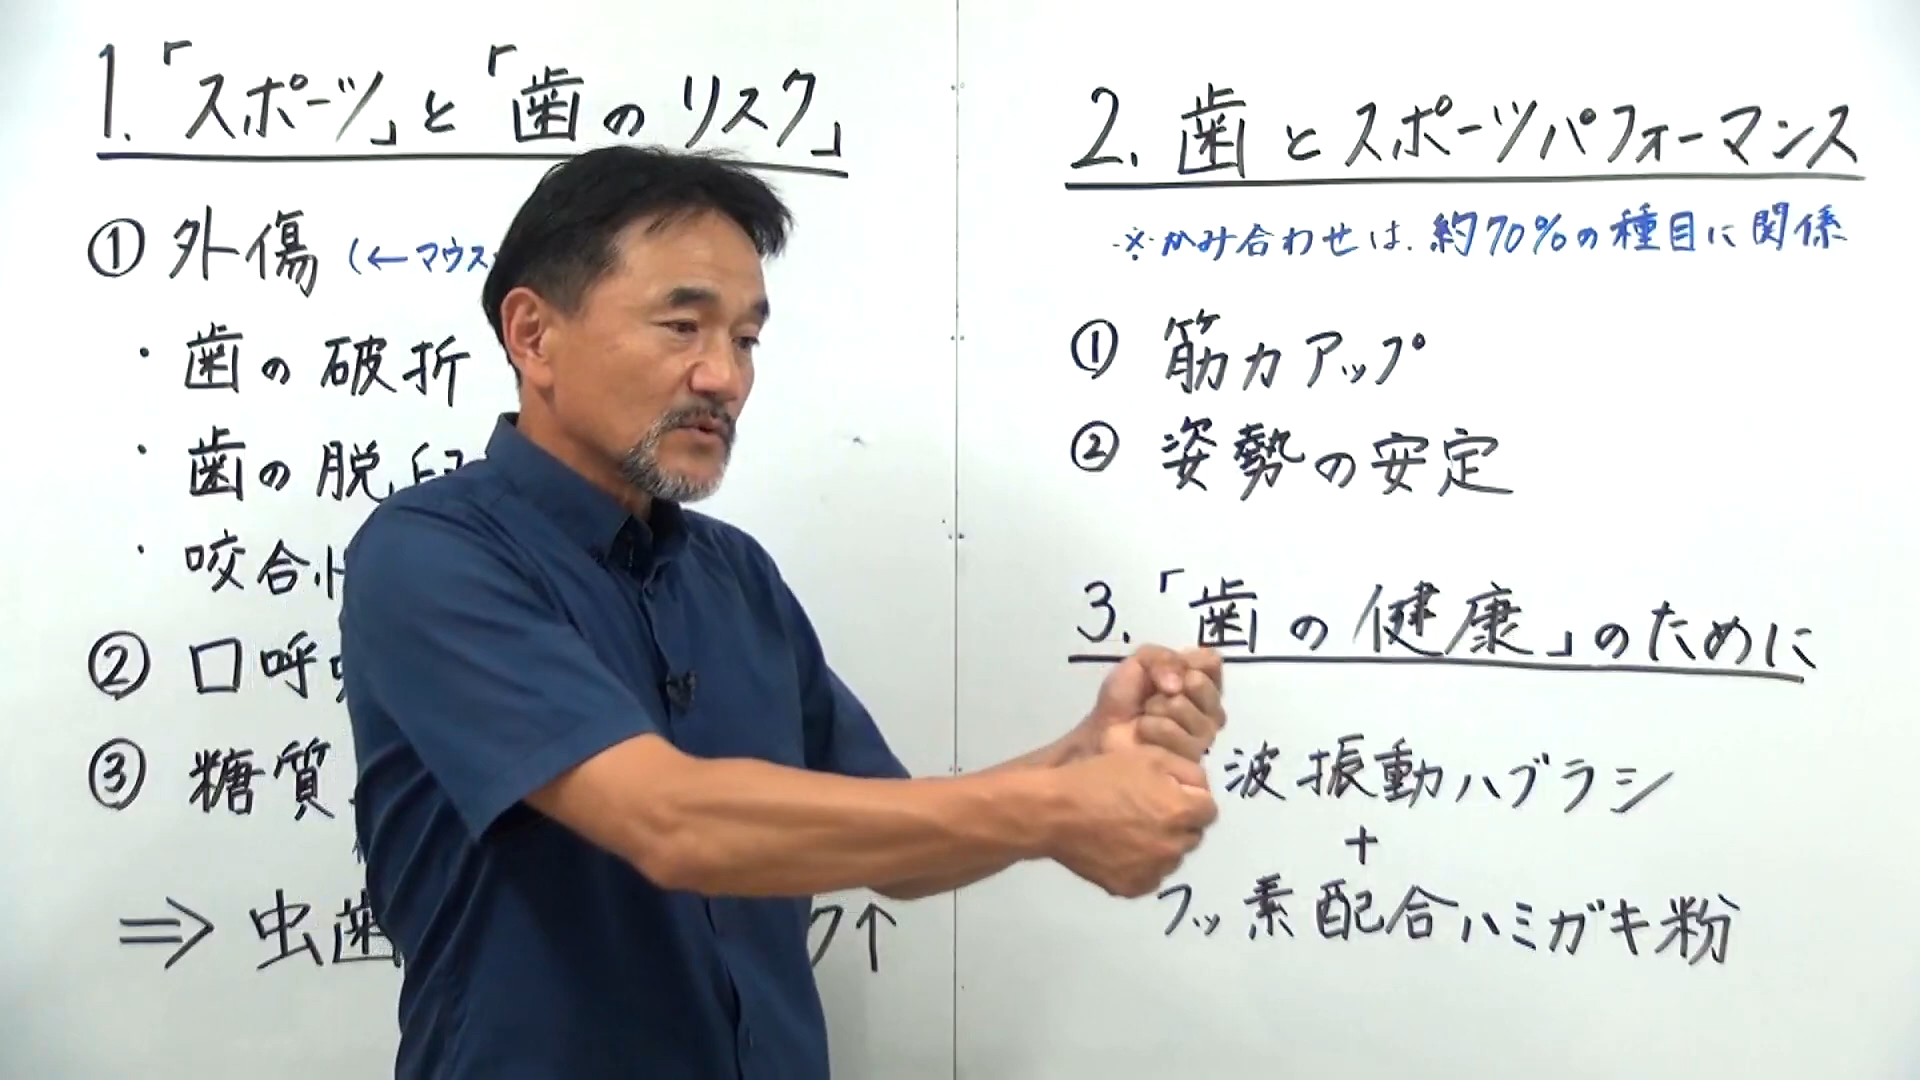 1.「スポーツ」と「歯のリスク」
① 外傷 (←マウス
・歯の破折
・歯の脱臼
・咬合
② 口呼
③ 糖質
⇒ 虫歯 ク↑
2. 歯とスポーツパフォーマンス
※かみ合わせは、約70%の種目に関係
① 筋力アップ
② 姿勢の安定
3.「歯の健康」のために
波振動ハブラシ
+
フッ素配合ハミガキ粉